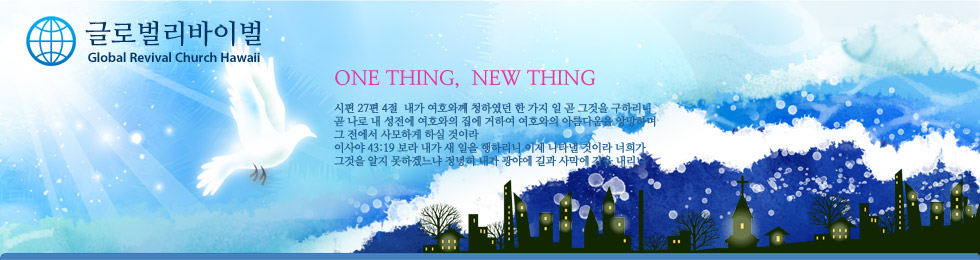 글로벌리바이벌
Global Revival Church Hawaii
ONE THING, NEW THING
시편 27편 4절 내가 여호와께 청하였던 한 가지 일 곧 그것을 구하리니
곧 나로 내 생전에 여호와의 집에 거하여 여호와의 아름다움을 앙망하며
그 전에서 사모하게 하실 것이라
이사야 43:19 보라 내가 새 일을 행하리니 이제 나타낼 것이라 너희가
그것을 알지 못하겠느냐 정녕히 내가 광야에 길과 사막에 강을 내리니